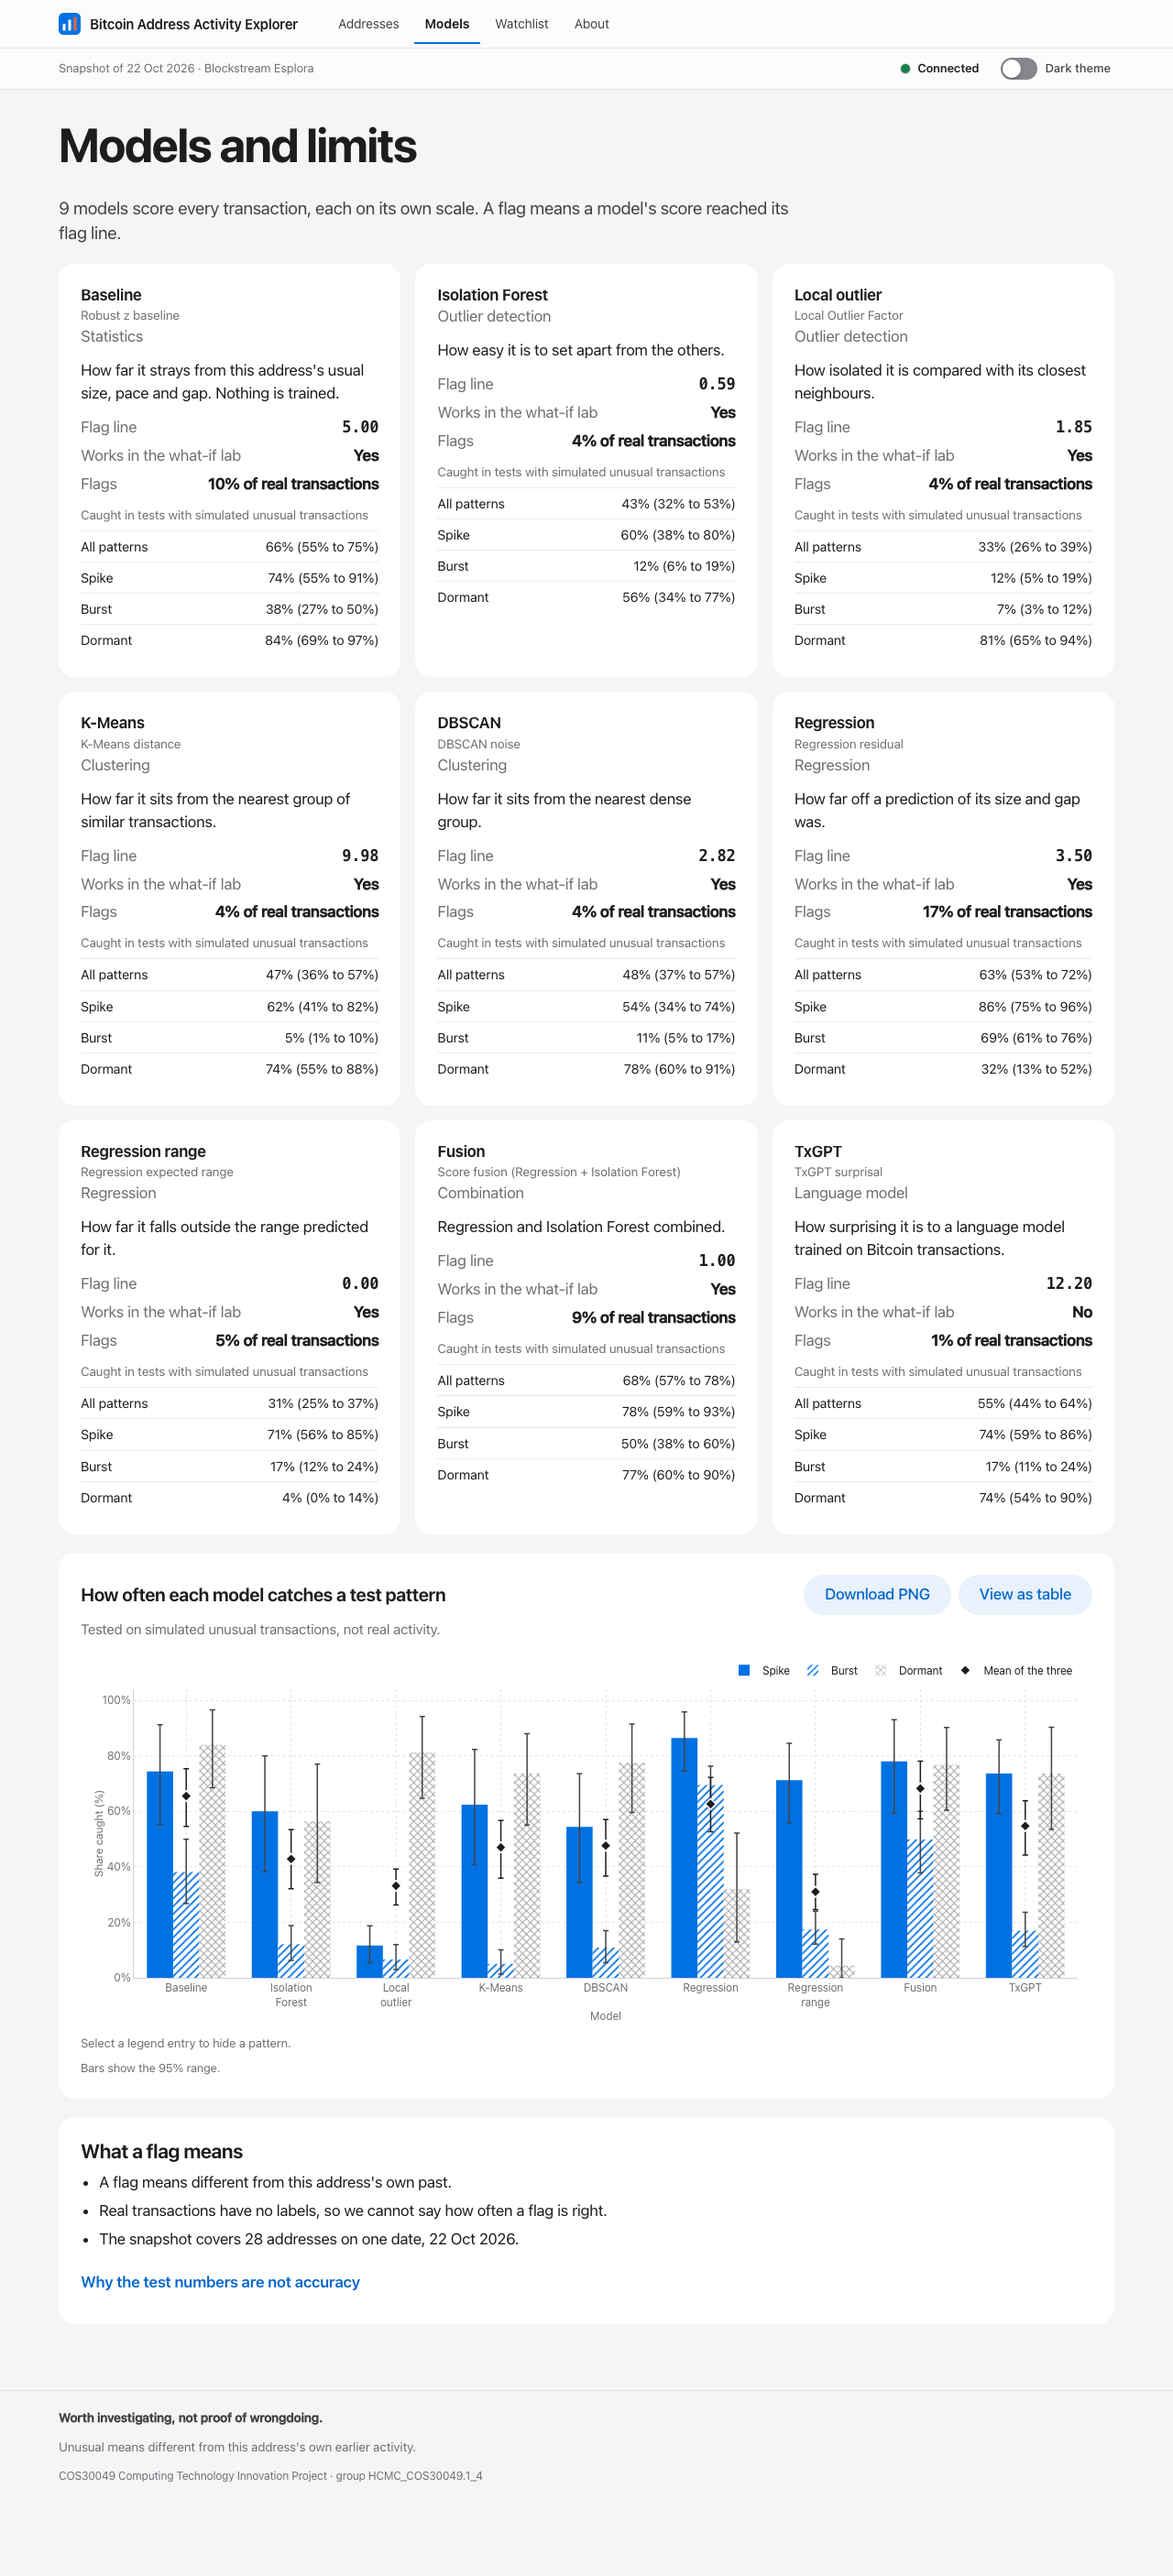 Bitcoin Address Activity Explorer
Addresses
Models
Watchlist
About
Snapshot of 22 Oct 2026 · Blockstream Esplora
Connected
Dark theme
Models and limits
9 models score every transaction, each on its own scale. A flag means a model's score reached its
flag line.
Baseline
Robust z baseline
Statistics
How far it strays from this address's usual
size, pace and gap. Nothing is trained.
Flag line 5.00
Works in the what-if lab Yes
Flags 10% of real transactions
Caught in tests with simulated unusual transactions
All patterns 66% (55% to 75%)
Spike 74% (55% to 91%)
Burst 38% (27% to 50%)
Dormant 84% (69% to 97%)
Isolation Forest
Outlier detection
How easy it is to set apart from the others.
Flag line 0.59
Works in the what-if lab Yes
Flags 4% of real transactions
Caught in tests with simulated unusual transactions
All patterns 43% (32% to 53%)
Spike 60% (38% to 80%)
Burst 12% (6% to 19%)
Dormant 56% (34% to 77%)
Local outlier
Local Outlier Factor
Outlier detection
How isolated it is compared with its closest
neighbours.
Flag line 1.85
Works in the what-if lab Yes
Flags 4% of real transactions
Caught in tests with simulated unusual transactions
All patterns 33% (26% to 39%)
Spike 12% (5% to 19%)
Burst 7% (3% to 12%)
Dormant 81% (65% to 94%)
K-Means
K-Means distance
Clustering
How far it sits from the nearest group of
similar transactions.
Flag line 9.98
Works in the what-if lab Yes
Flags 4% of real transactions
Caught in tests with simulated unusual transactions
All patterns 47% (36% to 57%)
Spike 62% (41% to 82%)
Burst 5% (1% to 10%)
Dormant 74% (55% to 88%)
DBSCAN
DBSCAN noise
Clustering
How far it sits from the nearest dense
group.
Flag line 2.82
Works in the what-if lab Yes
Flags 4% of real transactions
Caught in tests with simulated unusual transactions
All patterns 48% (37% to 57%)
Spike 54% (34% to 74%)
Burst 11% (5% to 17%)
Dormant 78% (60% to 91%)
Regression
Regression residual
Regression
How far off a prediction of its size and gap
was.
Flag line 3.50
Works in the what-if lab Yes
Flags 17% of real transactions
Caught in tests with simulated unusual transactions
All patterns 63% (53% to 72%)
Spike 86% (75% to 96%)
Burst 69% (61% to 76%)
Dormant 32% (13% to 52%)
Regression range
Regression expected range
Regression
How far it falls outside the range predicted
for it.
Flag line 0.00
Works in the what-if lab Yes
Flags 5% of real transactions
Caught in tests with simulated unusual transactions
All patterns 31% (25% to 37%)
Spike 71% (56% to 85%)
Burst 17% (12% to 24%)
Dormant 4% (0% to 14%)
Fusion
Score fusion (Regression + Isolation Forest)
Combination
Regression and Isolation Forest combined.
Flag line 1.00
Works in the what-if lab Yes
Flags 9% of real transactions
Caught in tests with simulated unusual transactions
All patterns 68% (57% to 78%)
Spike 78% (59% to 93%)
Burst 50% (38% to 60%)
Dormant 77% (60% to 90%)
TxGPT
TxGPT surprisal
Language model
How surprising it is to a language model
trained on Bitcoin transactions.
Flag line 12.20
Works in the what-if lab No
Flags 1% of real transactions
Caught in tests with simulated unusual transactions
All patterns 55% (44% to 64%)
Spike 74% (59% to 86%)
Burst 17% (11% to 24%)
Dormant 74% (54% to 90%)
How often each model catches a test pattern
Download PNG
View as table
Tested on simulated unusual transactions, not real activity.
Spike
Burst
Dormant
Mean of the three
Share caught (%)
100%
80%
60%
40%
20%
0%
Baseline
Isolation
Forest
Local
outlier
K-Means
DBSCAN
Regression
Regression
range
Fusion
TxGPT
Model
Select a legend entry to hide a pattern.
Bars show the 95% range.
What a flag means
• A flag means different from this address's own past.
• Real transactions have no labels, so we cannot say how often a flag is right.
• The snapshot covers 28 addresses on one date, 22 Oct 2026.
Why the test numbers are not accuracy
Worth investigating, not proof of wrongdoing.
Unusual means different from this address's own earlier activity.
COS30049 Computing Technology Innovation Project · group HCMC_COS30049.1_4